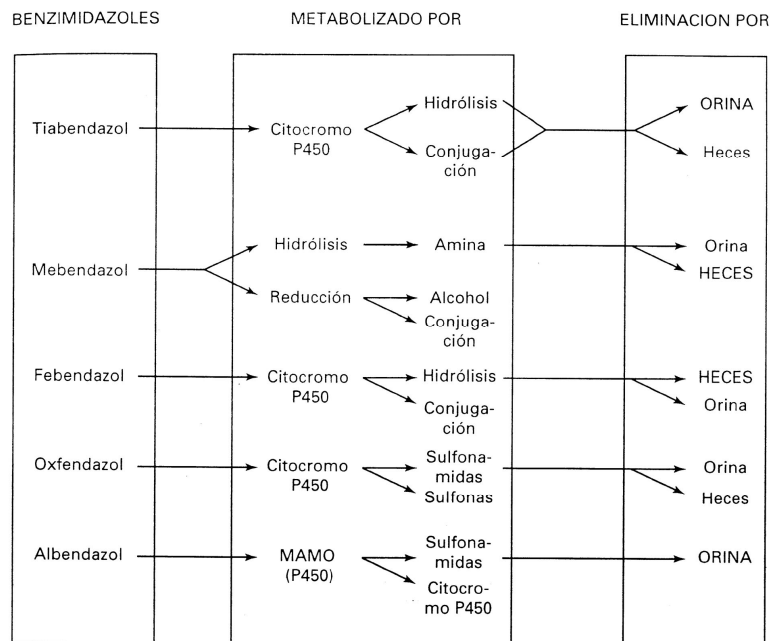 BENZIMIDAZOLES METABOLIZADO POR ELIMINACION POR
Hidrólisis ORINA
Tiabendazol Citocromo
P450
Conjuga-
ción
Heces
Hidrólisis Amina Orina
Mebendazol HECES
Reducción Alcohol
Conjuga-
ción
Febendazol Citocromo Hidrólisis HECES
P450
Conjuga-
ción
Orina
Oxfendazol Citocromo
P450
Sulfona-
midas
Sulfonas
Orina
Heces
Albendazol MAMO
(P450)
Sulfona-
midas
Citocro-
mo P450
ORINA